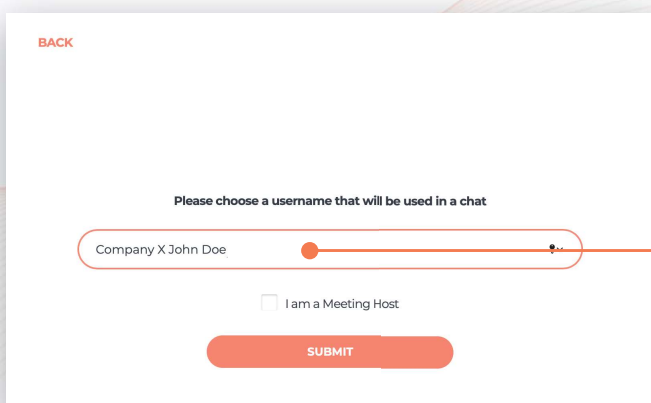 BACK
Please choose a username that will be used in a chat
Company X John Doe
I am a Meeting Host
SUBMIT